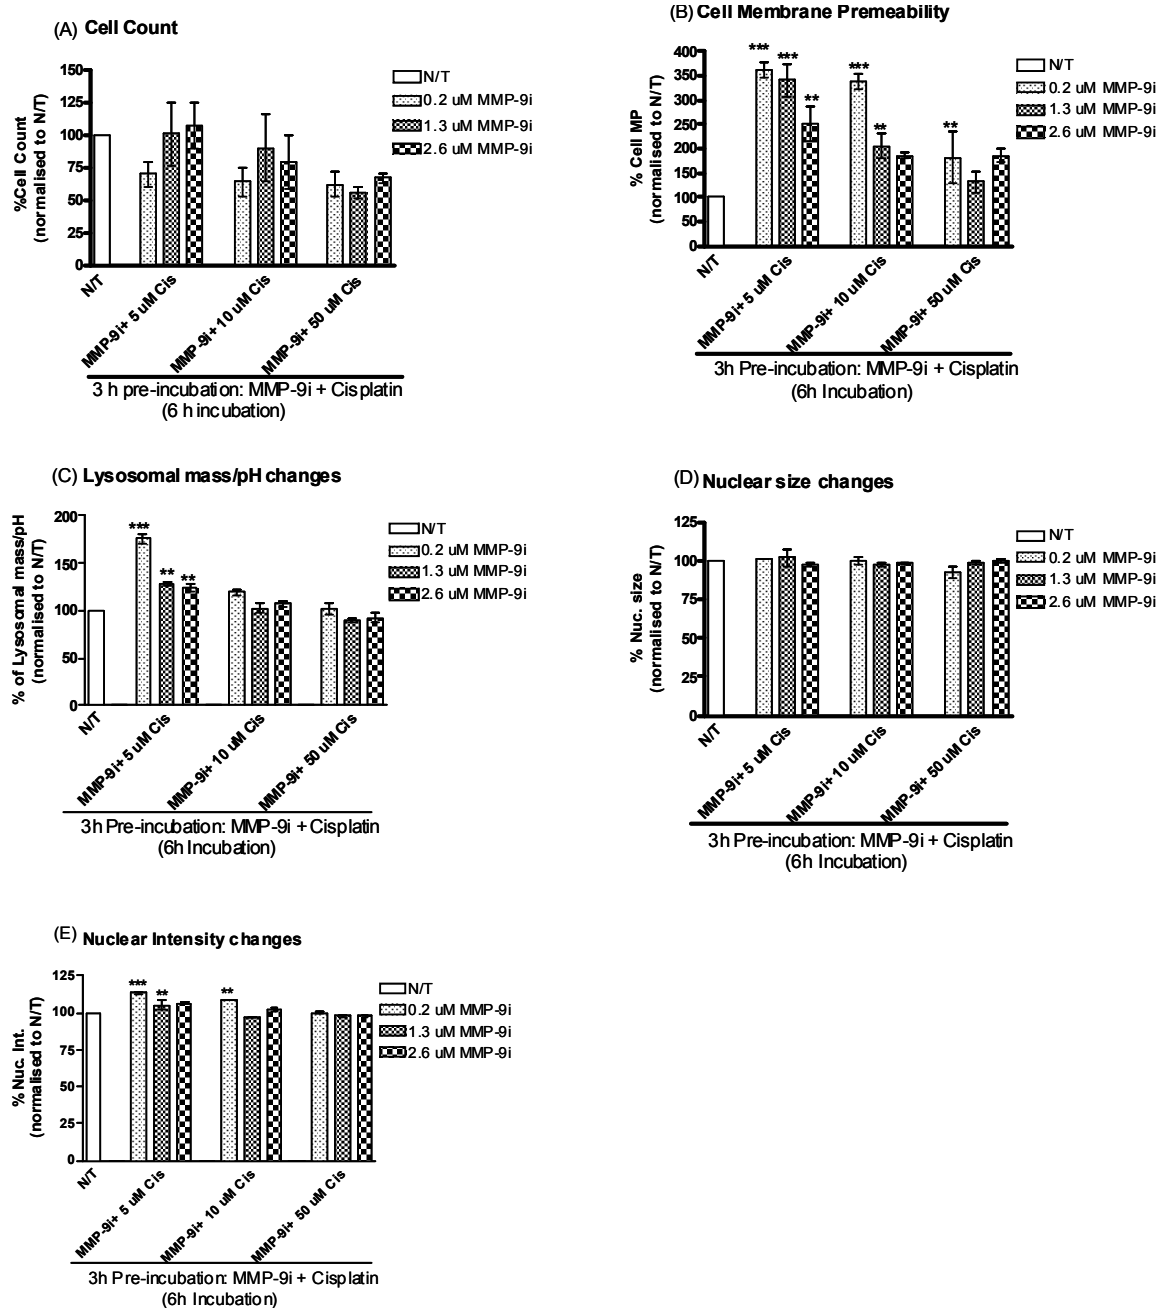 (A) Cell Count
150
125
100
75
50
25
0
%Cell Count
(normalised to N/T)
N/T
0.2 uM MMP-9i
1.3 uM MMP-9i
2.6 uM MMP-9i
N/T
MMP-9i+ 5 uM Cis
MMP-9i+ 10 uM Cis
MMP-9i+ 50 uM Cis
3 h pre-incubation: MMP-9i + Cisplatin
(6 h incubation)
(B) Cell Membrane Premeability
400
350
300
250
200
150
100
50
0
% Cell MP
(normalised to N/T)
*** *** ** *** ** **
N/T
0.2 uM MMP-9i
1.3 uM MMP-9i
2.6 uM MMP-9i
N/T
MMP-9i+ 5 uM Cis
MMP-9i+ 10 uM Cis
MMP-9i+ 50 uM Cis
3h Pre-incubation: MMP-9i + Cisplatin
(6h Incubation)
(C) Lysosomal mass/pH changes
200
150
100
50
0
% of Lysosomal mass/pH
(normalised to N/T)
*** ** **
N/T
0.2 uM MMP-9i
1.3 uM MMP-9i
2.6 uM MMP-9i
N/T
MMP-9i+ 5 uM Cis
MMP-9i+ 10 uM Cis
MMP-9i+ 50 uM Cis
3h Pre-incubation: MMP-9i + Cisplatin
(6h Incubation)
(D) Nuclear size changes
125
100
75
50
25
0
% Nuc. size
(normalised to N/T)
N/T
0.2 uM MMP-9i
1.3 uM MMP-9i
2.6 uM MMP-9i
N/T
MMP-9i+ 5 uM Cis
MMP-9i+ 10 uM Cis
MMP-9i+ 50 uM Cis
3h Pre-incubation: MMP-9i + Cisplatin
(6h Incubation)
(E) Nuclear Intensity changes
125
100
75
50
25
0
% Nuc. Int.
(normalised to N/T)
*** ** **
N/T
0.2 uM MMP-9i
1.3 uM MMP-9i
2.6 uM MMP-9i
N/T
MMP-9i+ 5 uM Cis
MMP-9i+ 10 uM Cis
MMP-9i+ 50 uM Cis
3h Pre-incubation: MMP-9i + Cisplatin
(6h Incubation)